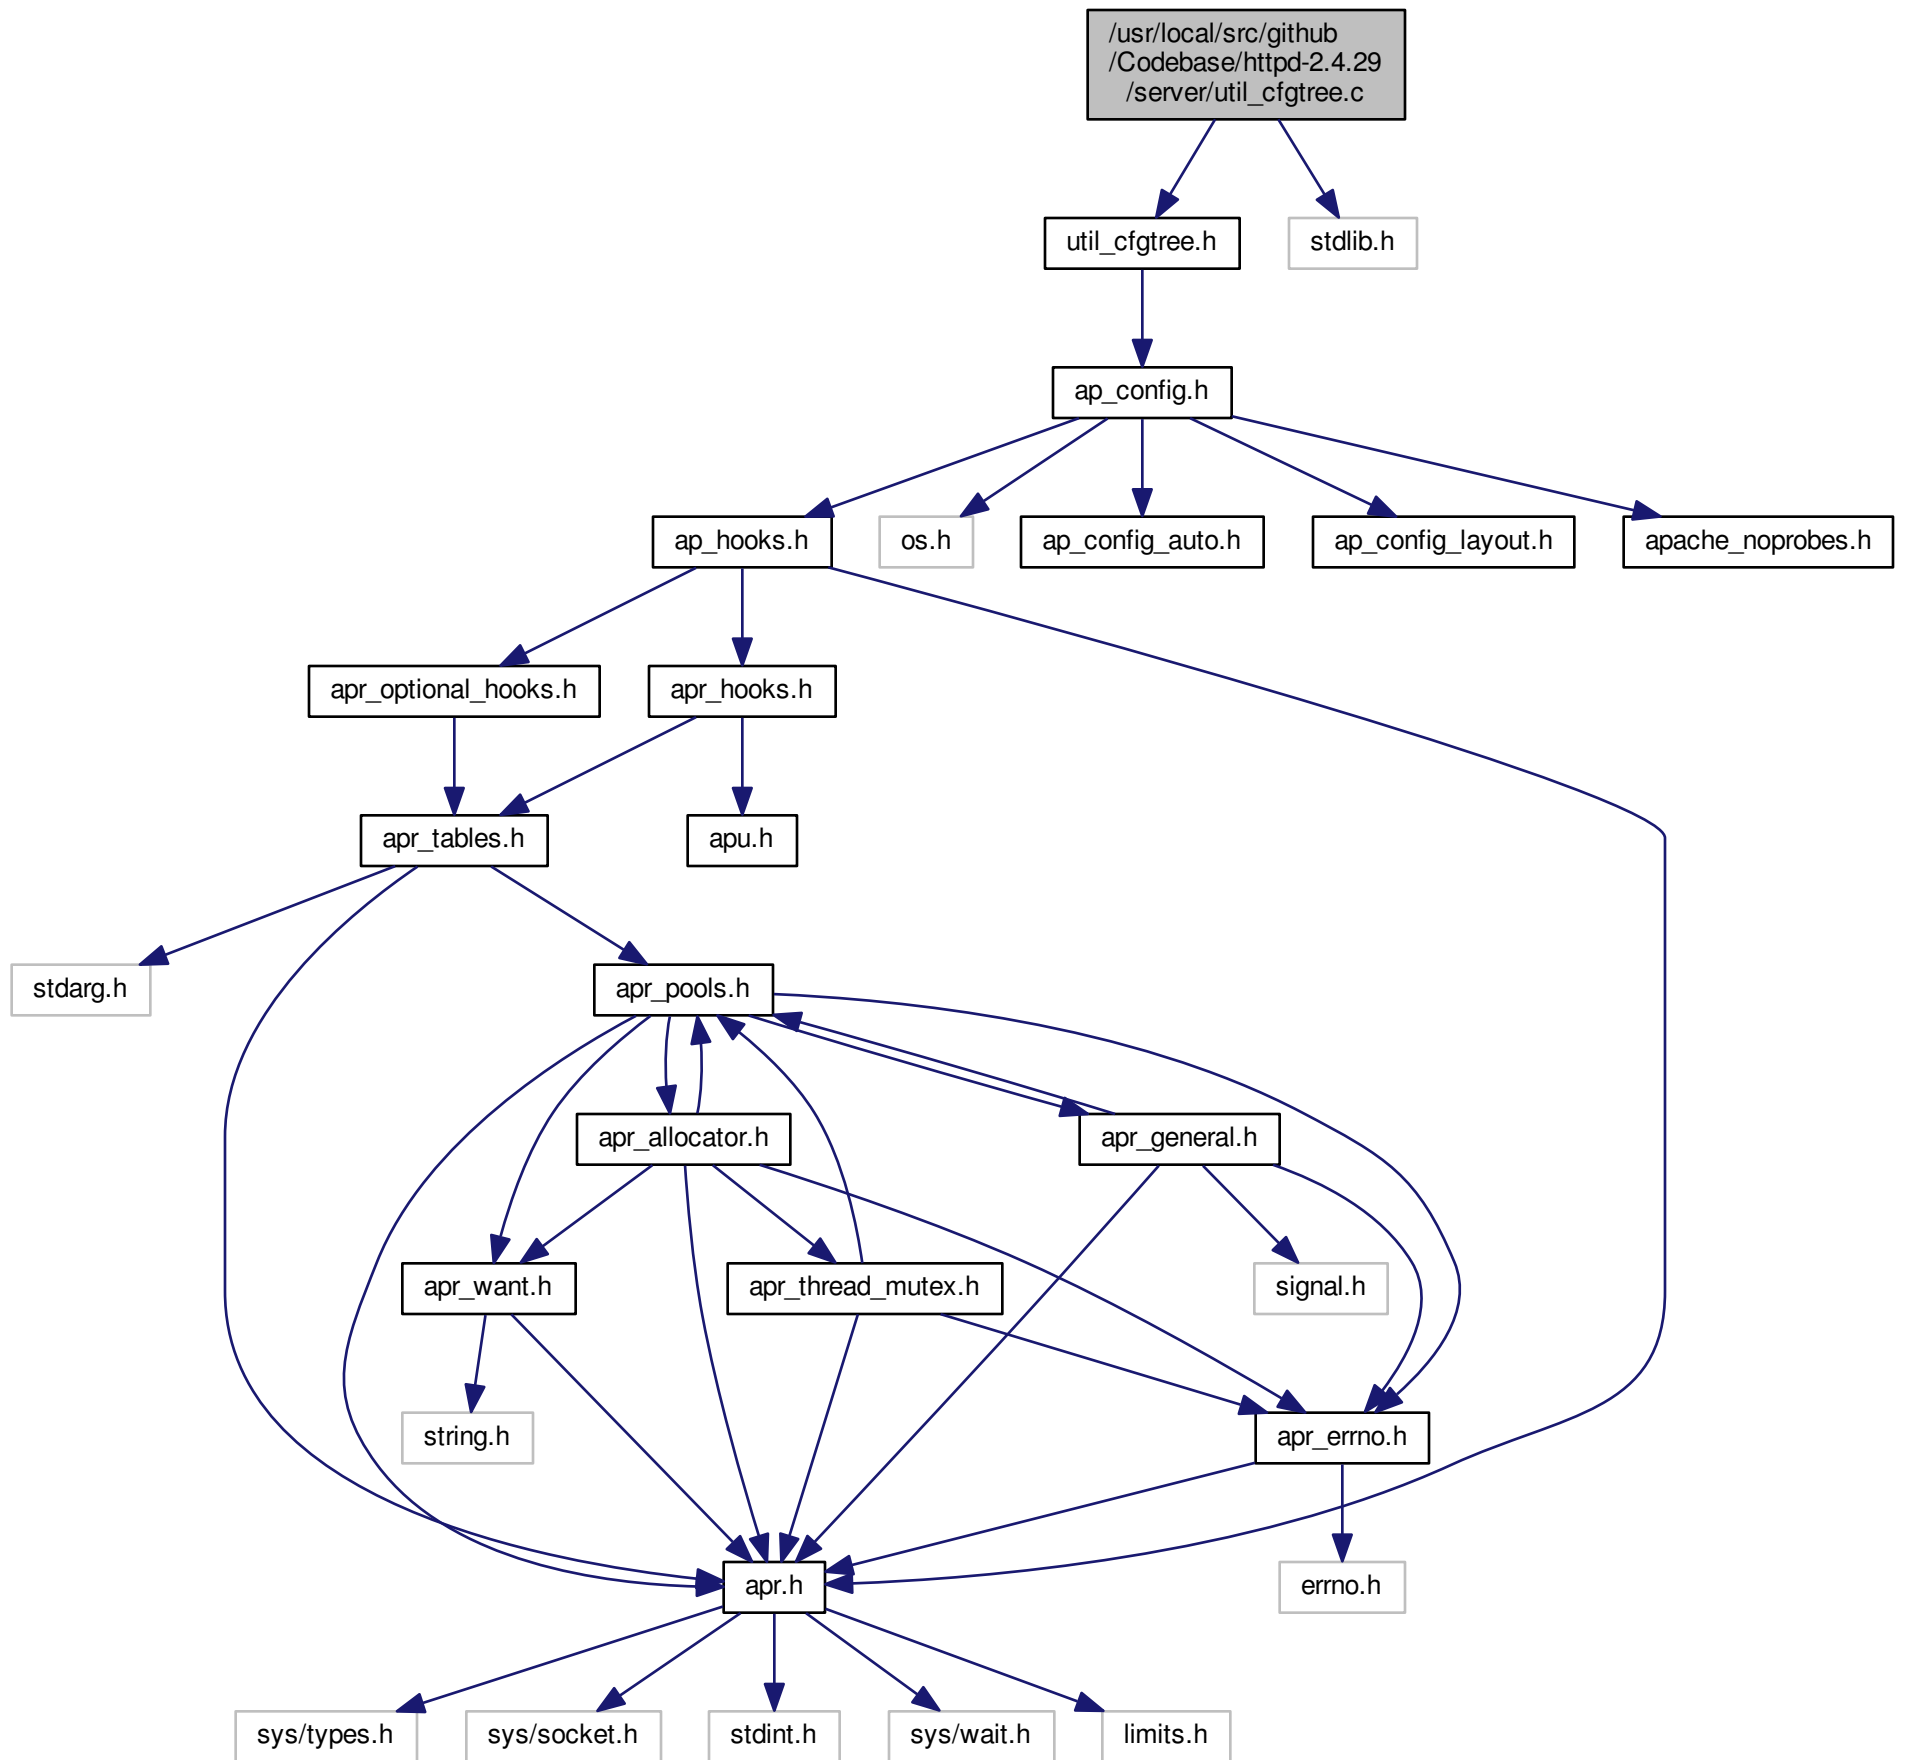 /usr/local/src/github
/Codebase/httpd-2.4.29
/server/util_cfgtree.c
util_cfgtree.h
stdlib.h
ap_config.h
ap_hooks.h
os.h
ap_config_auto.h
ap_config_layout.h
apache_noprobes.h
apr_optional_hooks.h
apr_hooks.h
apr_tables.h
apu.h
stdarg.h
apr_pools.h
apr_allocator.h
apr_general.h
apr_want.h
apr_thread_mutex.h
signal.h
string.h
apr_errno.h
apr.h
errno.h
sys/types.h
sys/socket.h
stdint.h
sys/wait.h
limits.h